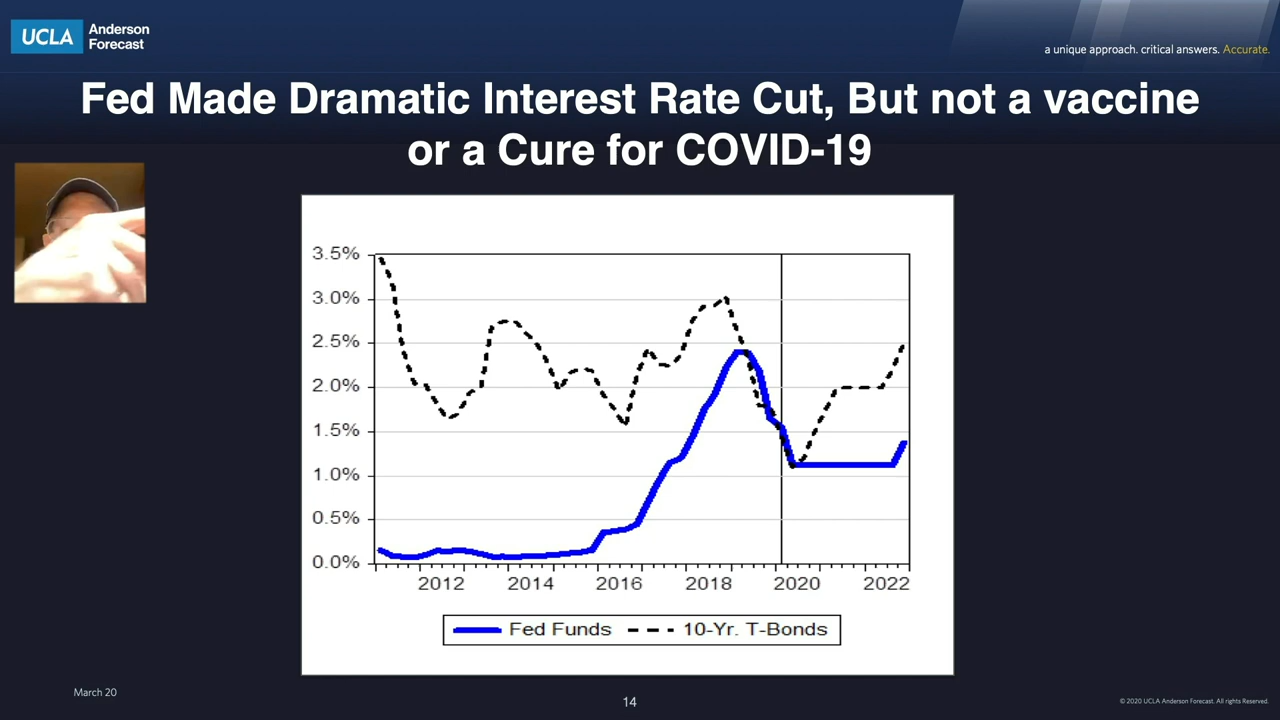 UCLA Anderson
Forecast
a unique approach. critical answers. Accurate.
Fed Made Dramatic Interest Rate Cut, But not a vaccine
or a Cure for COVID-19
3.5%
3.0%
2.5%
2.0%
1.5%
1.0%
0.5%
0.0%
2012 2014 2016 2018 2020 2022
Fed Funds 10-Yr. T-Bonds
March 20
14
© 2020 UCLA Anderson Forecast. All rights Reserved.